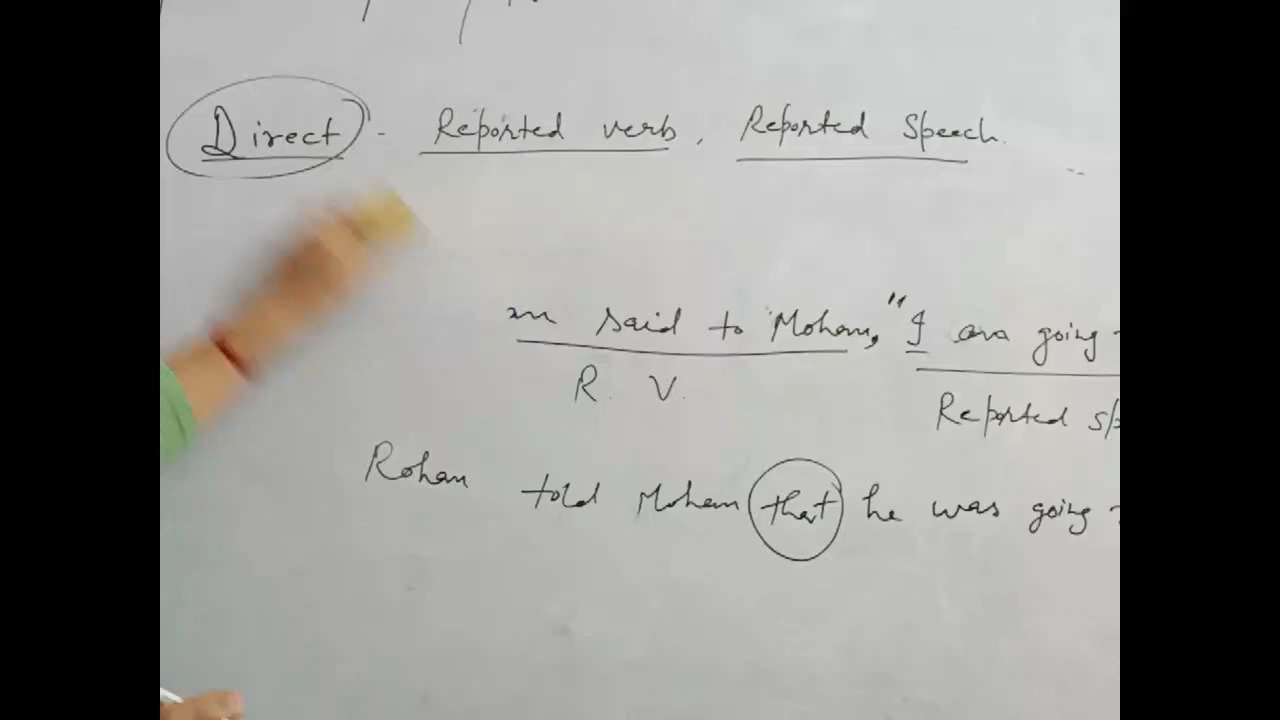 Direct - Reported verb, Reported Speech.
said to Mohan, "I am going
R. V.
Reported
Rohan told Mohan that he was going